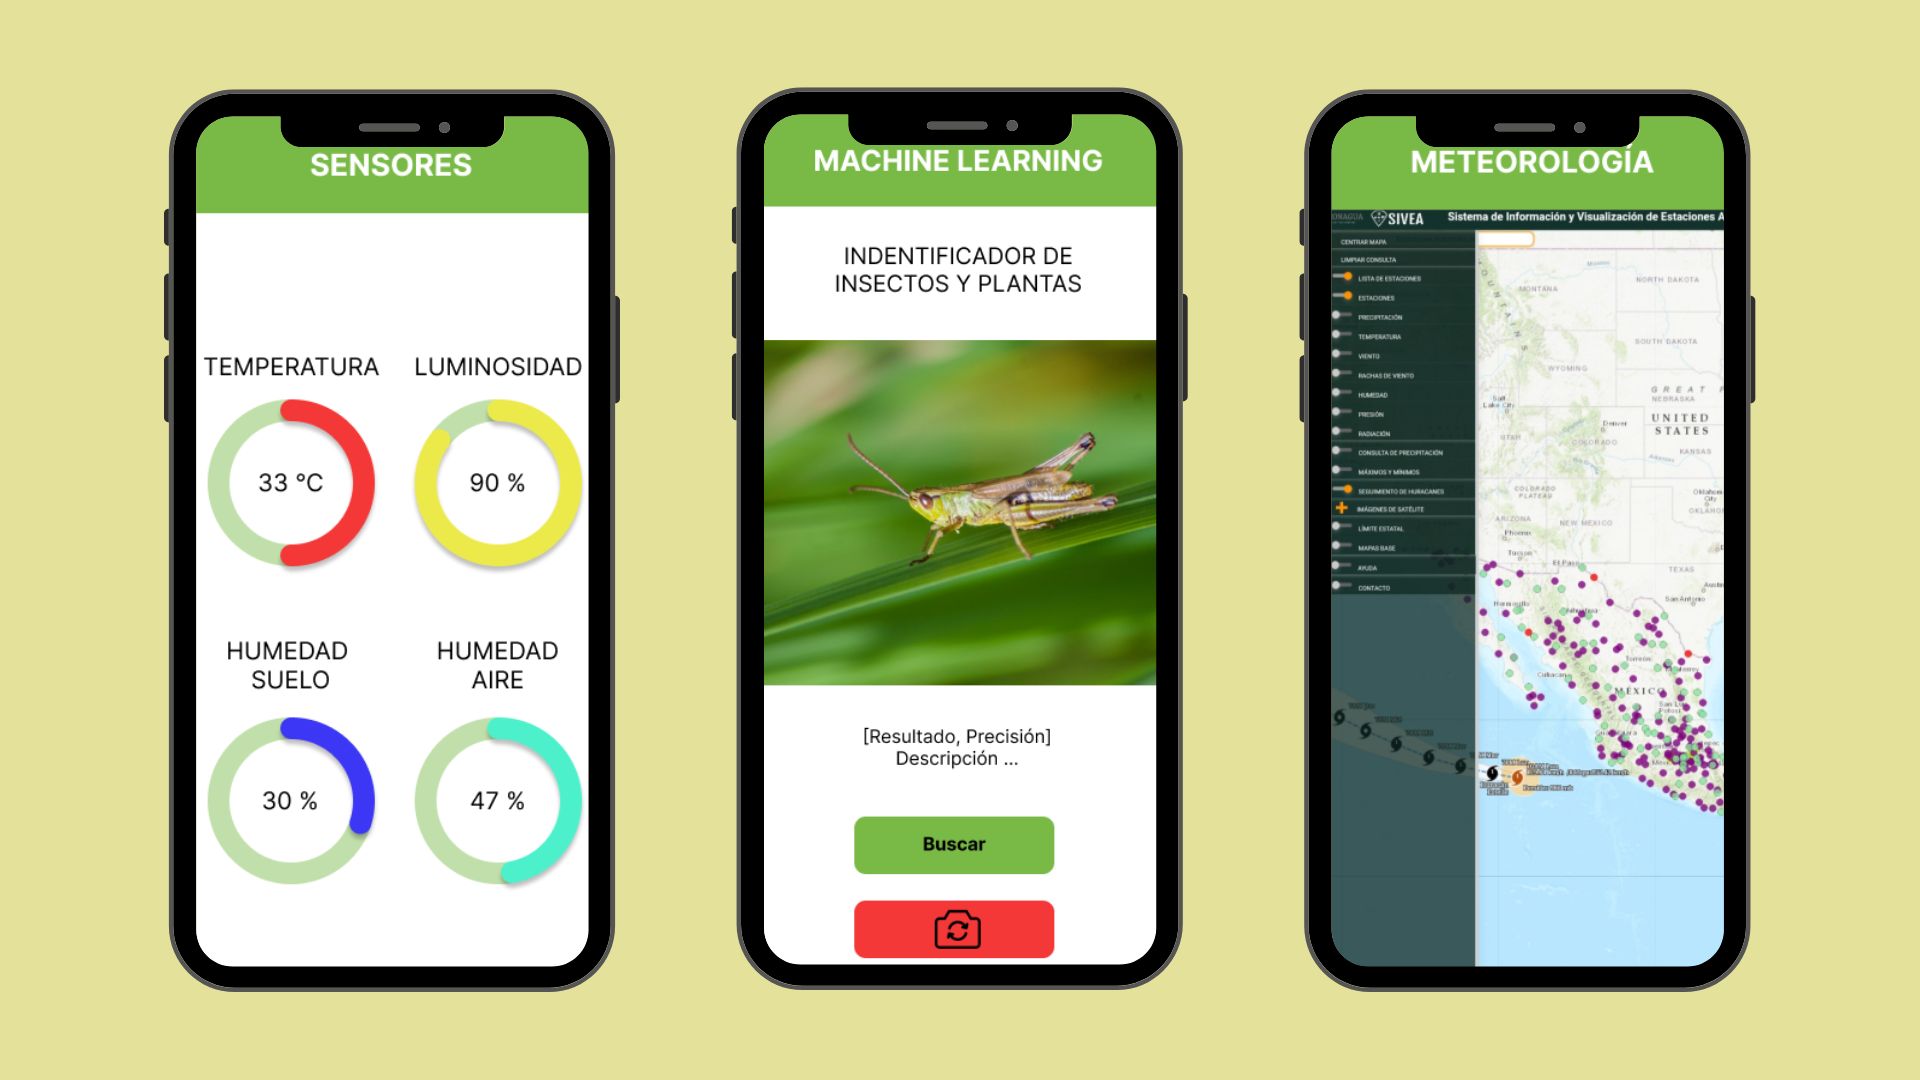 SENSORES
TEMPERATURA
LUMINOSIDAD
33 °C
90 %
HUMEDAD
SUELO
HUMEDAD
AIRE
30 %
47 %
MACHINE LEARNING
INDENTIFICADOR DE
INSECTOS Y PLANTAS
[Resultado, Precisión]
Descripción ...
Buscar
METEOROLOGÍA
SIVEA
Sistema de Información y Visualización de Estaciones A
CENTRAR MAPA
LIMPIAR CONSULTA
LISTA DE ESTACIONES
ESTACIONES
PRECIPITACIÓN
TEMPERATURA
VIENTO
RACHAS DE VIENTO
HUMEDAD
PRESIÓN
RADIACIÓN
CONSULTA DE PRECIPITACIÓN
MÁXIMOS Y MÍNIMOS
SEGUIMIENTO DE HURACANES
IMÁGENES DE SATÉLITE
LÍMITE ESTATAL
MAPAS BASE
AYUDA
CONTACTO
MONTANA
NORTH DAKOTA
SOUTH DAKOTA
WYOMING
GREAT
NEBRASKA
Salt
Lake City
UNITED
STATES
Denver
UTAH
COLORADO
KANSAS
COLORADO
PLATEAU
Oklahom
City
OKLAHO
ARIZONA
NEW MEXICO
Phoenix
Tucson
El Paso
TEXAS
Austin
San Antonio
Hermosillo
Torreón
Culiacan
MÉXICO
San Luis
Potosí